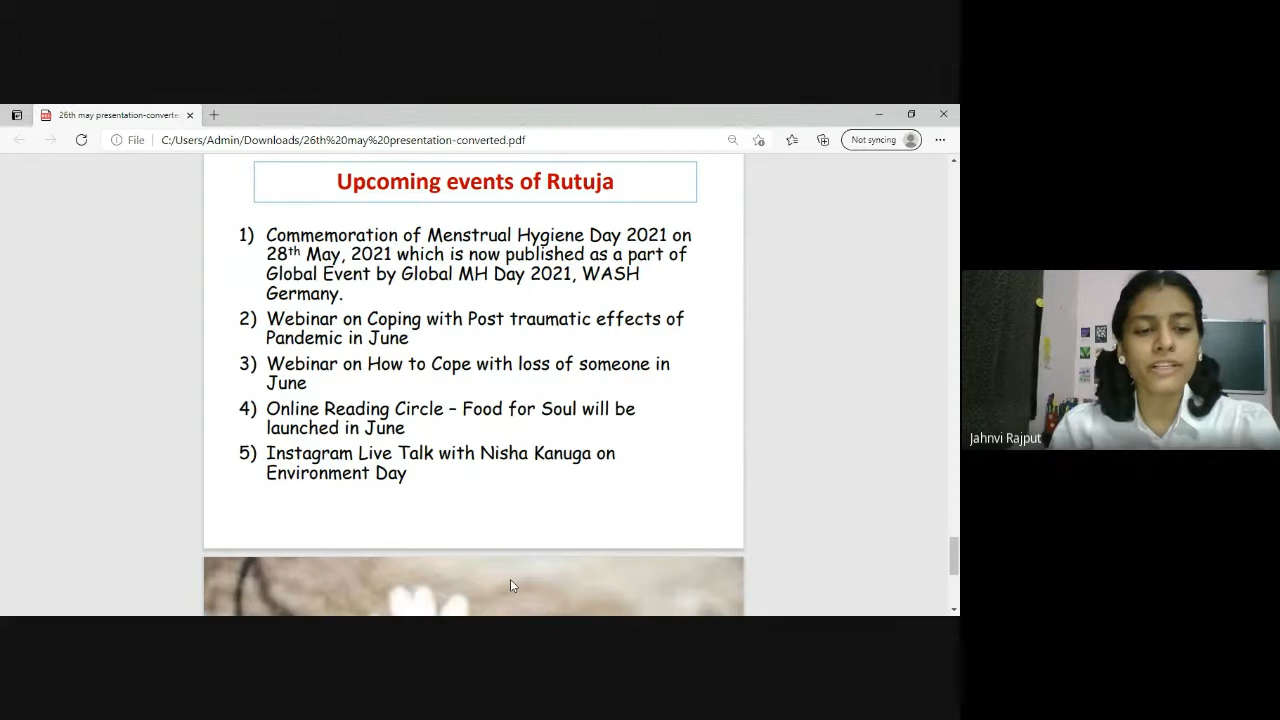 26th may presentation-converte
File
C:/Users/Admin/Downloads/26th%20may%20presentation-converted.pdf
Not syncing
Upcoming events of Rutuja
1) Commemoration of Menstrual Hygiene Day 2021 on
28th May, 2021 which is now published as a part of
Global Event by Global MH Day 2021, WASH
Germany.
2) Webinar on Coping with Post traumatic effects of
Pandemic in June
3) Webinar on How to Cope with loss of someone in
June
4) Online Reading Circle – Food for Soul will be
launched in June
5) Instagram Live Talk with Nisha Kanuga on
Environment Day
Jahnvi Rajput